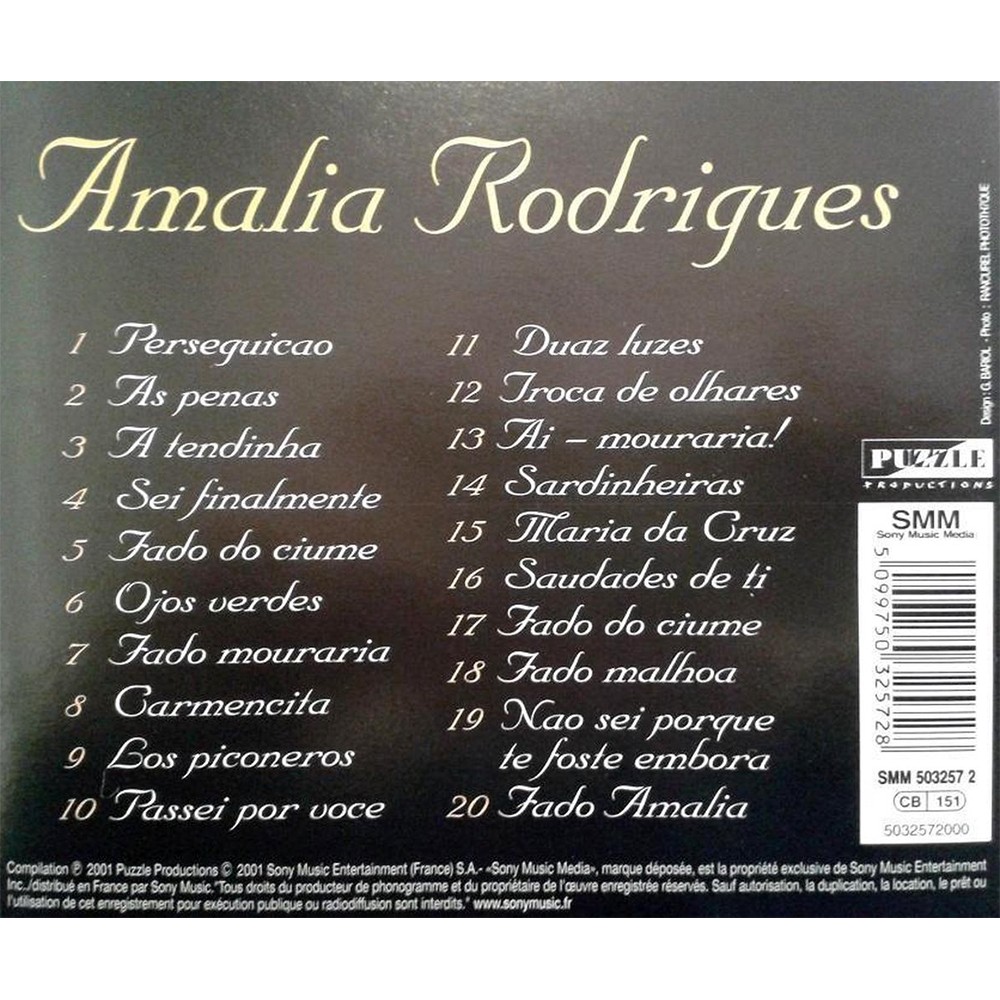 Amalia Rodrigues
1 Perseguicao
2 As penas
3 A tendinha
4 Sei finalmente
5 Fado do ciume
6 Ojos verdes
7 Fado mouraria
8 Carmencita
9 Los piconeros
10 Passei por voce
11 Duaz luzes
12 Troca de olhares
13 Ai – mouraria!
14 Sardinheiras
15 Maria da Cruz
16 Saudades de ti
17 Fado do ciume
18 Fado malhoa
19 Nao sei porque
te foste embora
20 Fado Amalia
Design : G. BARIOL - Photo : RANCUREL PHOTOTHÈQUE
PUZZLE
PRODUCTIONS
SMM
Sony Music Media
5 099750 325728
SMM 503257 2
CB 151
5032572000
Compilation ℗ 2001 Puzzle Productions © 2001 Sony Music Entertainment (France) S.A.- «Sony Music Media», marque déposée, est la propriété exclusive de Sony Music Entertainment
Inc./distribué en France par Sony Music."Tous droits du producteur de phonogramme et du propriétaire de l'œuvre enregistrée réservés. Sauf autorisation, la duplication, la location, le prêt ou
l'utilisation de cet enregistrement pour exécution publique ou radiodiffusion sont interdits." www.sonymusic.fr